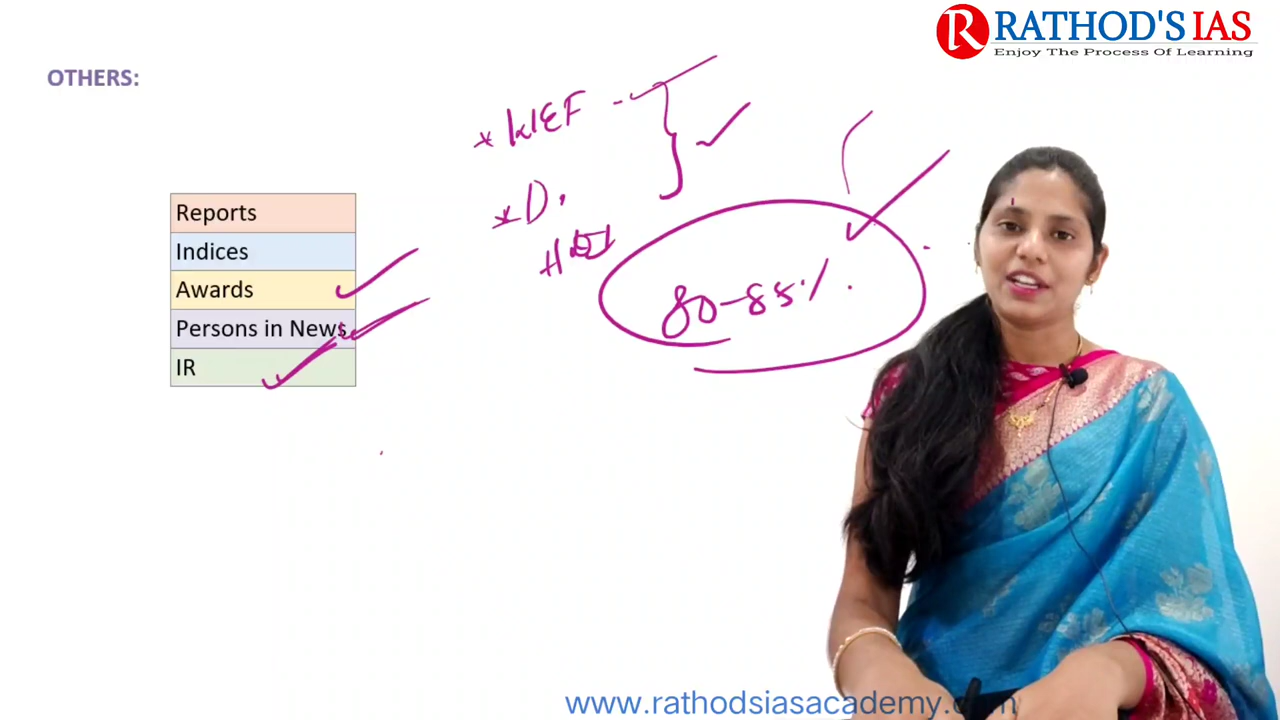 RATHOD'S IAS
Enjoy The Process Of Learning
OTHERS:
* WEF
* D.
Reports
Indices
Awards
Persons in News
IR
80-85%.
www.rathodsiasacademy.com